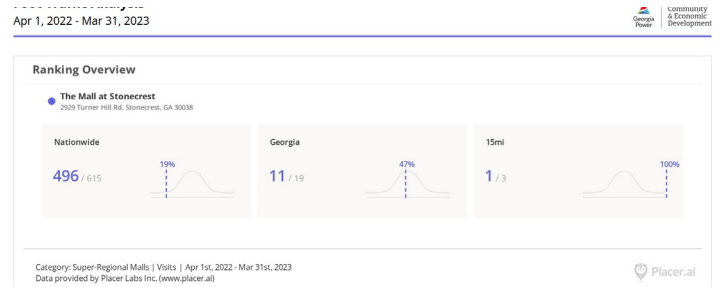 Apr 1, 2022 - Mar 31, 2023
Georgia Power
Community & Economic Development
Ranking Overview
The Mall at Stonecrest
2929 Turner Hill Rd, Stonecrest, GA 30038
Nationwide
496 / 615
19%
Georgia
11 / 19
47%
15mi
1 / 3
100%
Category: Super-Regional Malls | Visits | Apr 1st, 2022 - Mar 31st, 2023
Data provided by Placer Labs Inc. (www.placer.ai)
Placer.ai